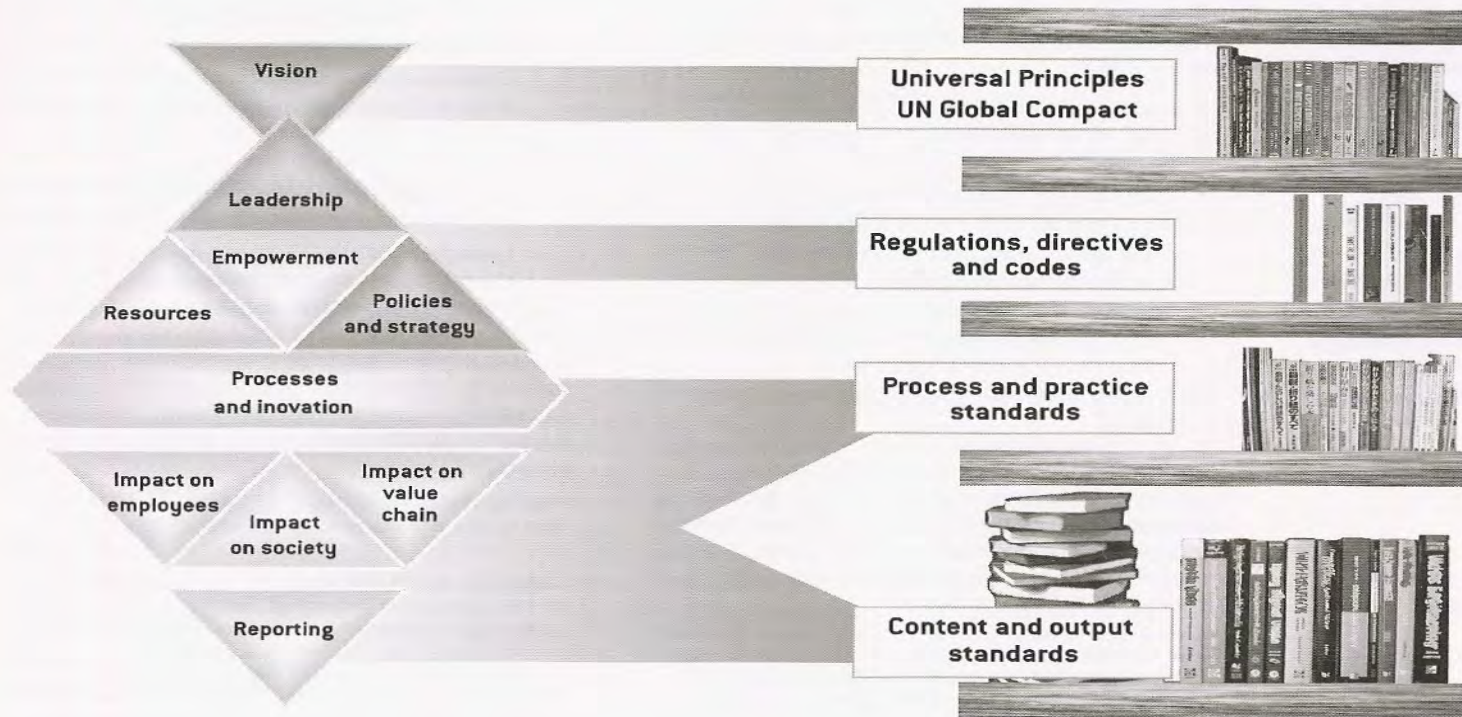 Vision
Universal Principles
UN Global Compact
Leadership
Empowerment
Regulations, directives
and codes
Resources
Policies
and strategy
Processes
and inovation
Process and practice
standards
Impact on
employees
Impact
on society
Impact on
value
chain
Reporting
Content and output
standards